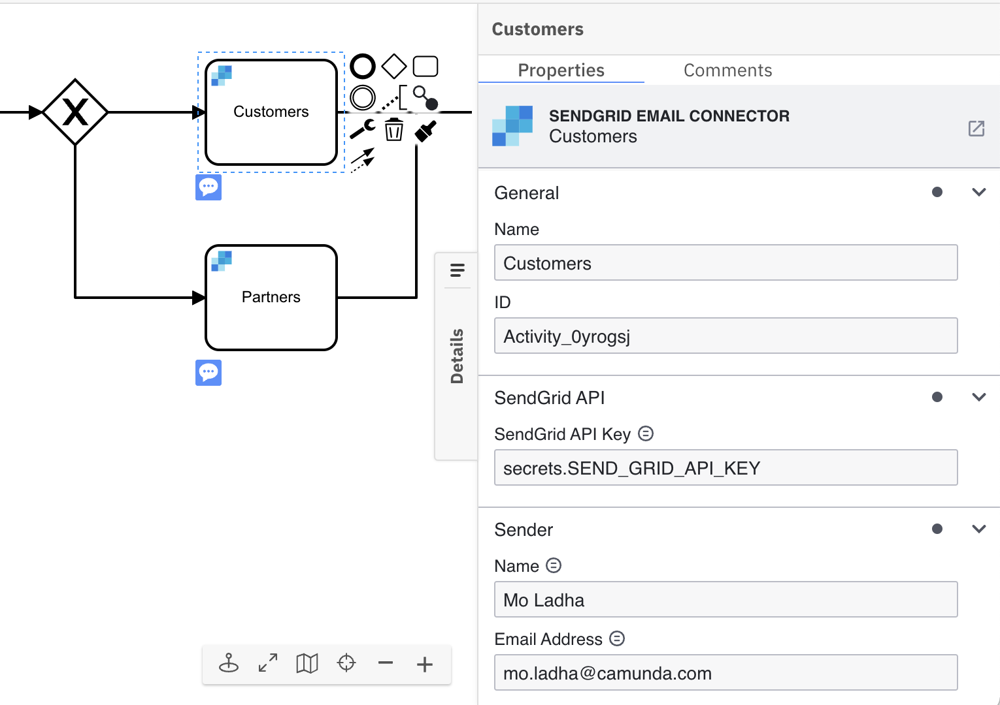 Customers
Partners
Details
Customers
Properties
Comments
SENDGRID EMAIL CONNECTOR
Customers
General
Name
Customers
ID
Activity_0yrogsj
SendGrid API
SendGrid API Key
secrets.SEND_GRID_API_KEY
Sender
Name
Mo Ladha
Email Address
mo.ladha@camunda.com